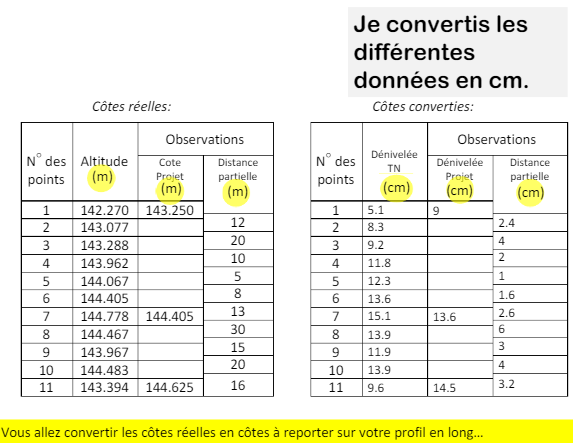 Je convertis les
différentes
données en cm.
Côtes réelles:
Côtes converties:
N° des points | Altitude (m) | Observations
Cote Projet (m) | Distance partielle (m)
1 142.270 143.250
2 143.077 12
3 143.288 20
4 143.962 10
5 144.067 5
6 144.405 8
7 144.778 144.405 13
8 144.467 30
9 143.967 15
10 144.483 20
11 143.394 144.625 16
N° des points | Dénivelée TN (cm) | Observations
Dénivelée Projet (cm) | Distance partielle (cm)
1 5.1 9
2 8.3 2.4
3 9.2 4
4 11.8 2
5 12.3 1
6 13.6 1.6
7 15.1 13.6 2.6
8 13.9 6
9 11.9 3
10 13.9 4
11 9.6 14.5 3.2
Vous allez convertir les côtes réelles en côtes à reporter sur votre profil en long...